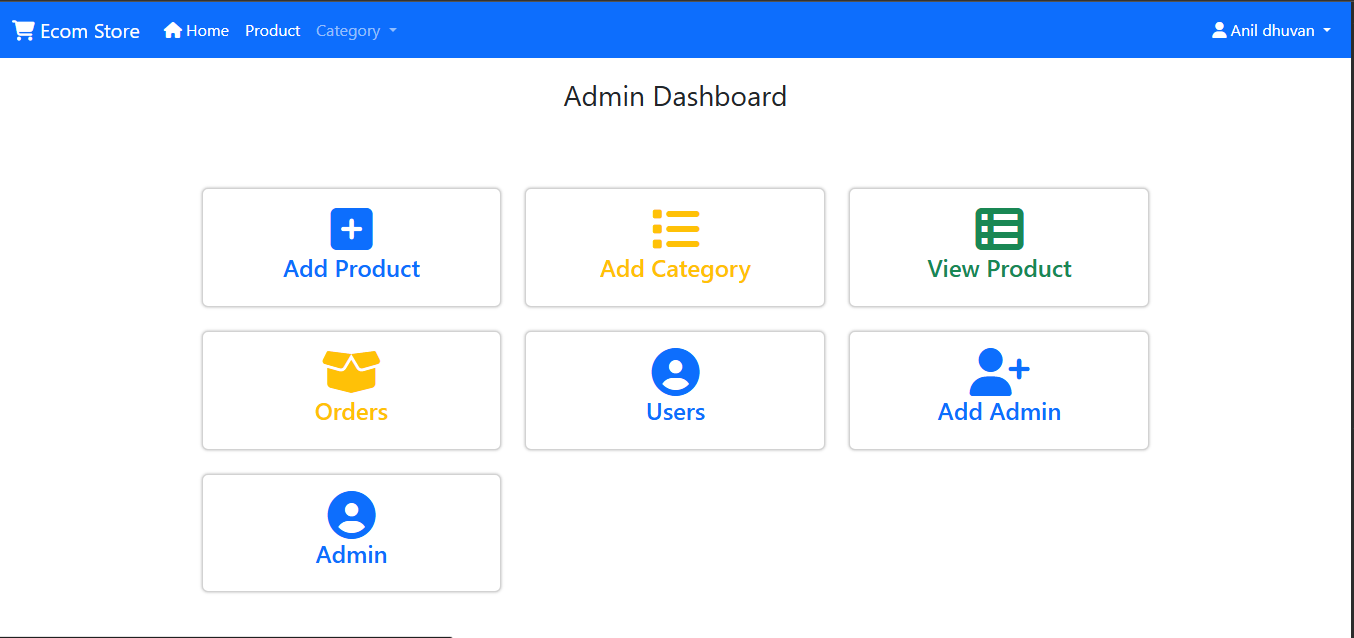 Ecom Store Home Product Category Anil dhuvan
Admin Dashboard
Add Product Add Category View Product
Orders Users Add Admin
Admin